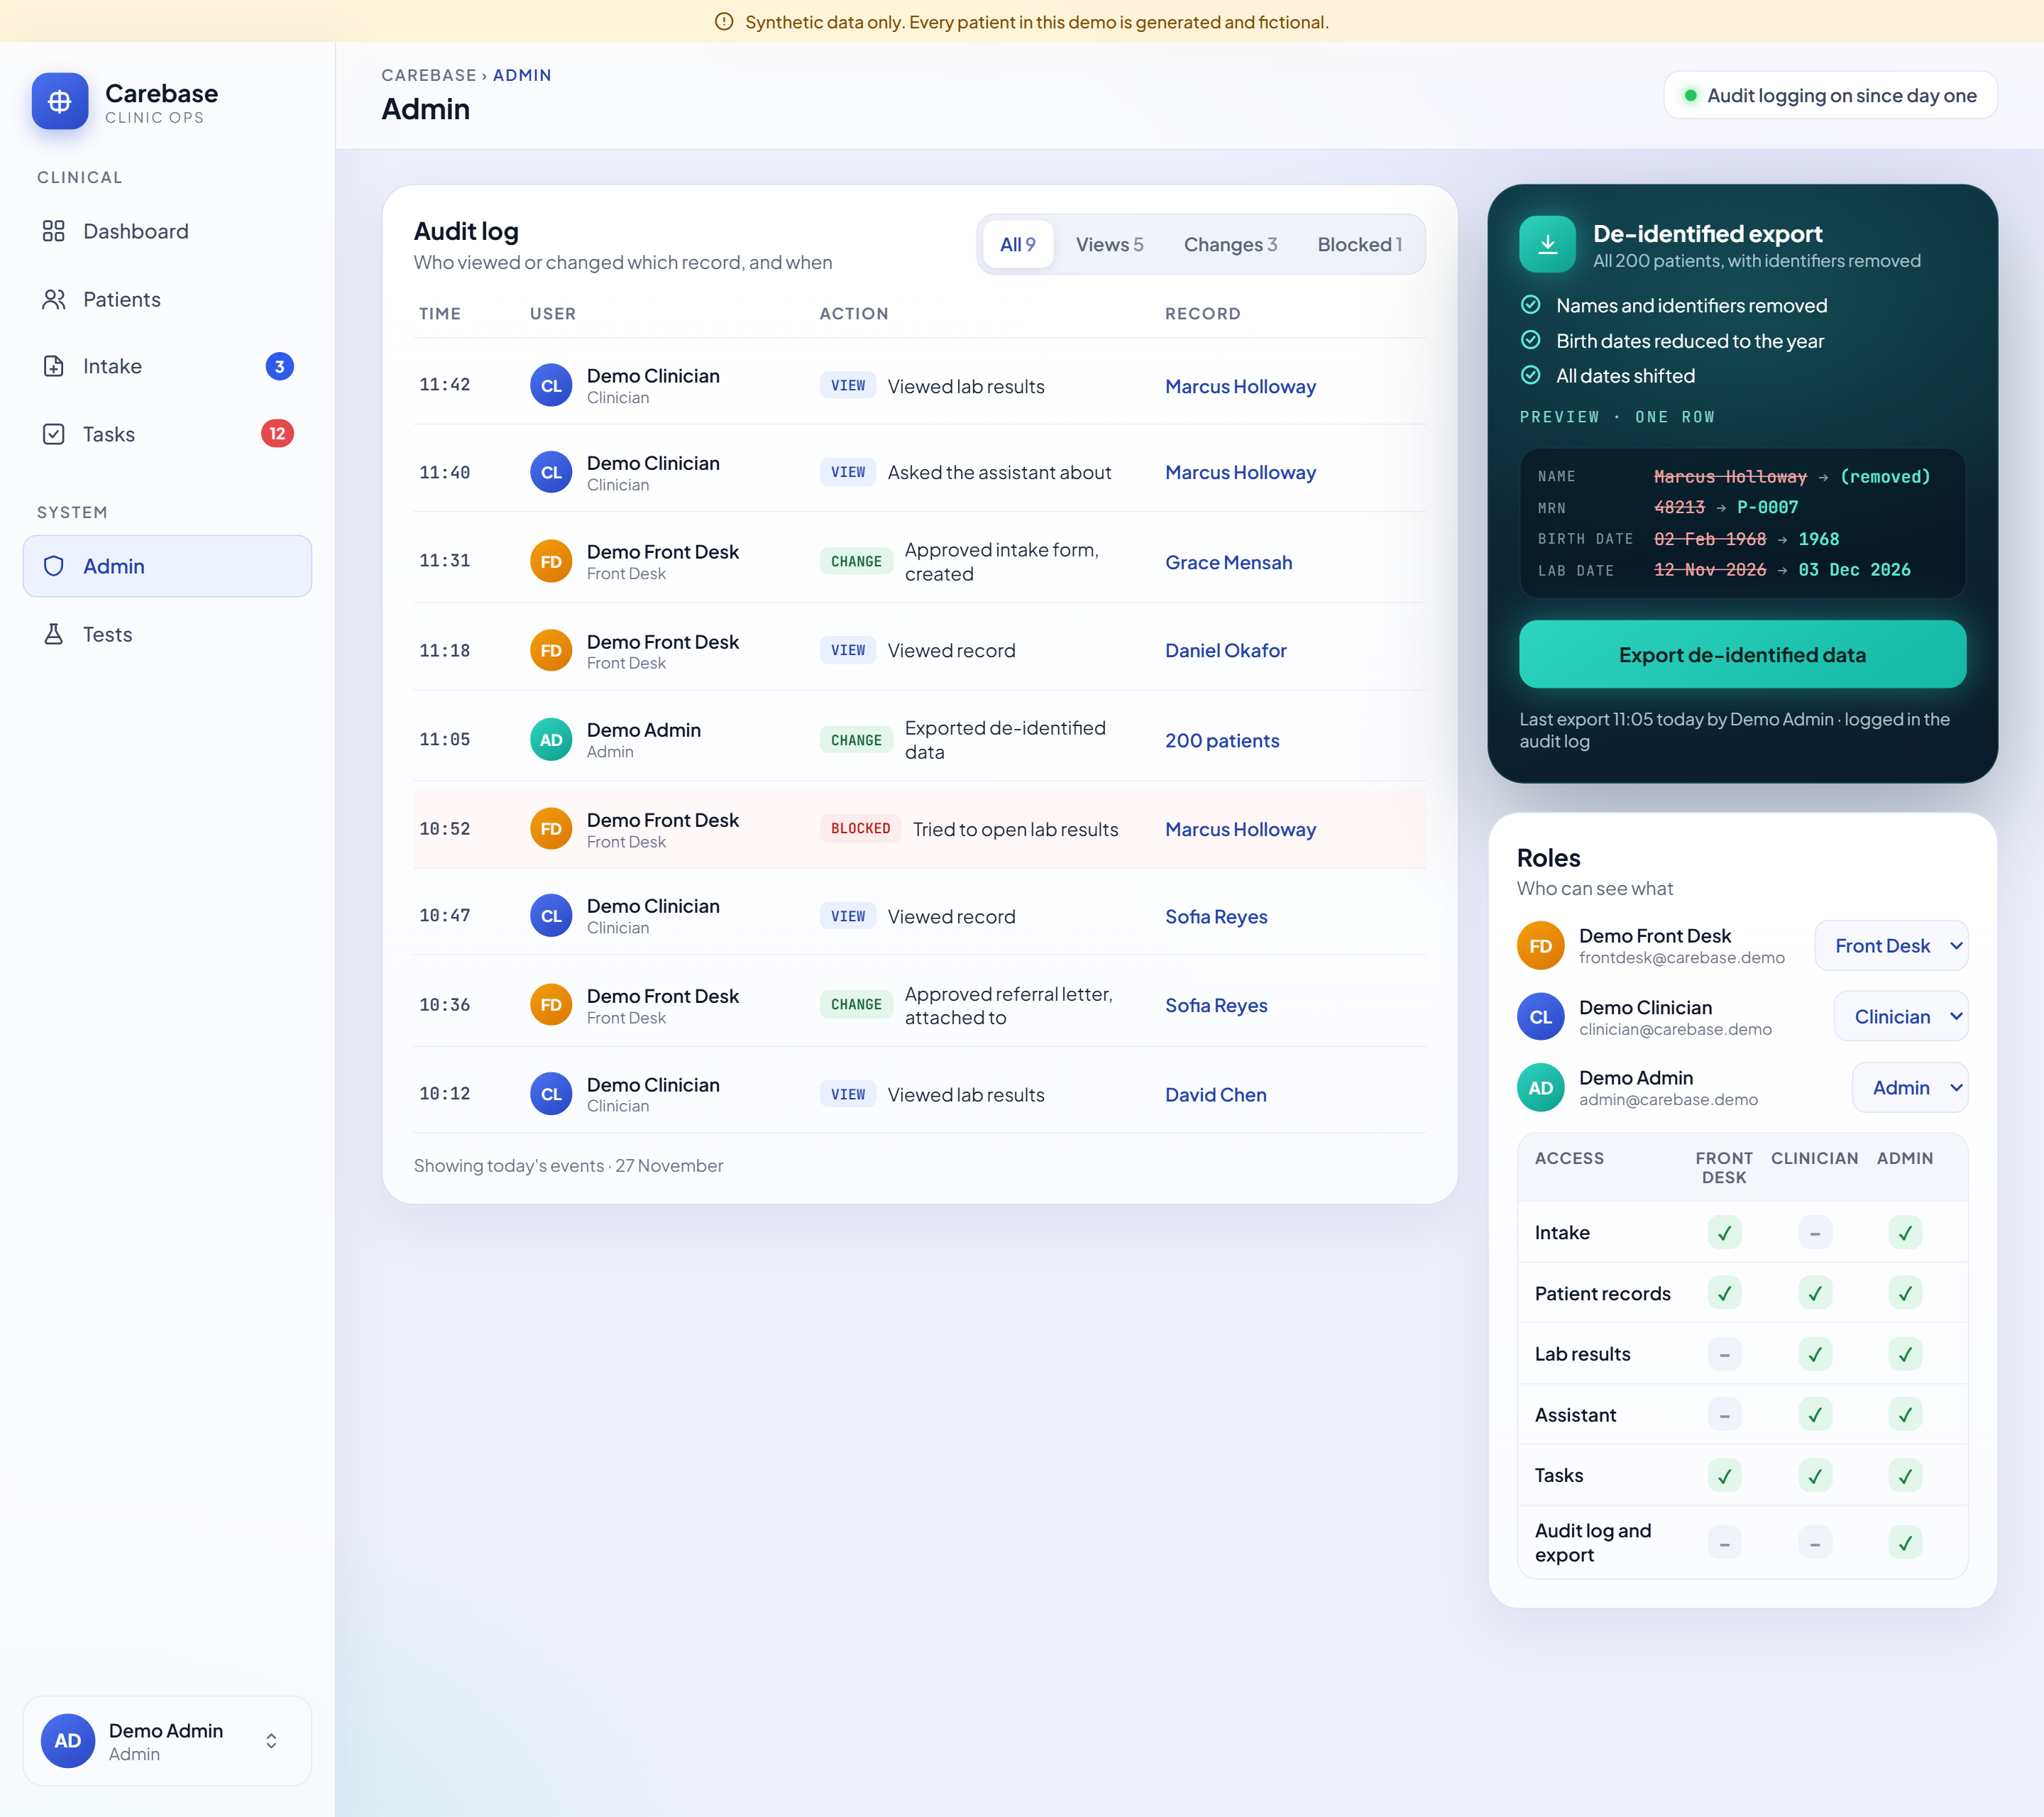 Synthetic data only. Every patient in this demo is generated and fictional.
Carebase
CLINIC OPS
CLINICAL
Dashboard
Patients
Intake 3
Tasks 12
SYSTEM
Admin
Tests
AD Demo Admin
Admin
CAREBASE › ADMIN
Admin
Audit logging on since day one
Audit log
Who viewed or changed which record, and when
All 9 Views 5 Changes 3 Blocked 1
TIME USER ACTION RECORD
11:42 CL Demo Clinician VIEW Viewed lab results Marcus Holloway
Clinician
11:40 CL Demo Clinician VIEW Asked the assistant about Marcus Holloway
Clinician
11:31 FD Demo Front Desk CHANGE Approved intake form, Grace Mensah
Front Desk created
11:18 FD Demo Front Desk VIEW Viewed record Daniel Okafor
Front Desk
11:05 AD Demo Admin CHANGE Exported de-identified 200 patients
Admin data
10:52 FD Demo Front Desk BLOCKED Tried to open lab results Marcus Holloway
Front Desk
10:47 CL Demo Clinician VIEW Viewed record Sofia Reyes
Clinician
10:36 FD Demo Front Desk CHANGE Approved referral letter, Sofia Reyes
Front Desk attached to
10:12 CL Demo Clinician VIEW Viewed lab results David Chen
Clinician
Showing today's events · 27 November
De-identified export
All 200 patients, with identifiers removed
Names and identifiers removed
Birth dates reduced to the year
All dates shifted
PREVIEW · ONE ROW
NAME Marcus Holloway → (removed)
MRN 48213 → P-0007
BIRTH DATE 02 Feb 1968 → 1968
LAB DATE 12 Nov 2026 → 03 Dec 2026
Export de-identified data
Last export 11:05 today by Demo Admin · logged in the
audit log
Roles
Who can see what
FD Demo Front Desk Front Desk
frontdesk@carebase.demo
CL Demo Clinician Clinician
clinician@carebase.demo
AD Demo Admin Admin
admin@carebase.demo
ACCESS FRONT CLINICIAN ADMIN
DESK
Intake ✓ – ✓
Patient records ✓ ✓ ✓
Lab results – ✓ ✓
Assistant – ✓ ✓
Tasks ✓ ✓ ✓
Audit log and – – ✓
export